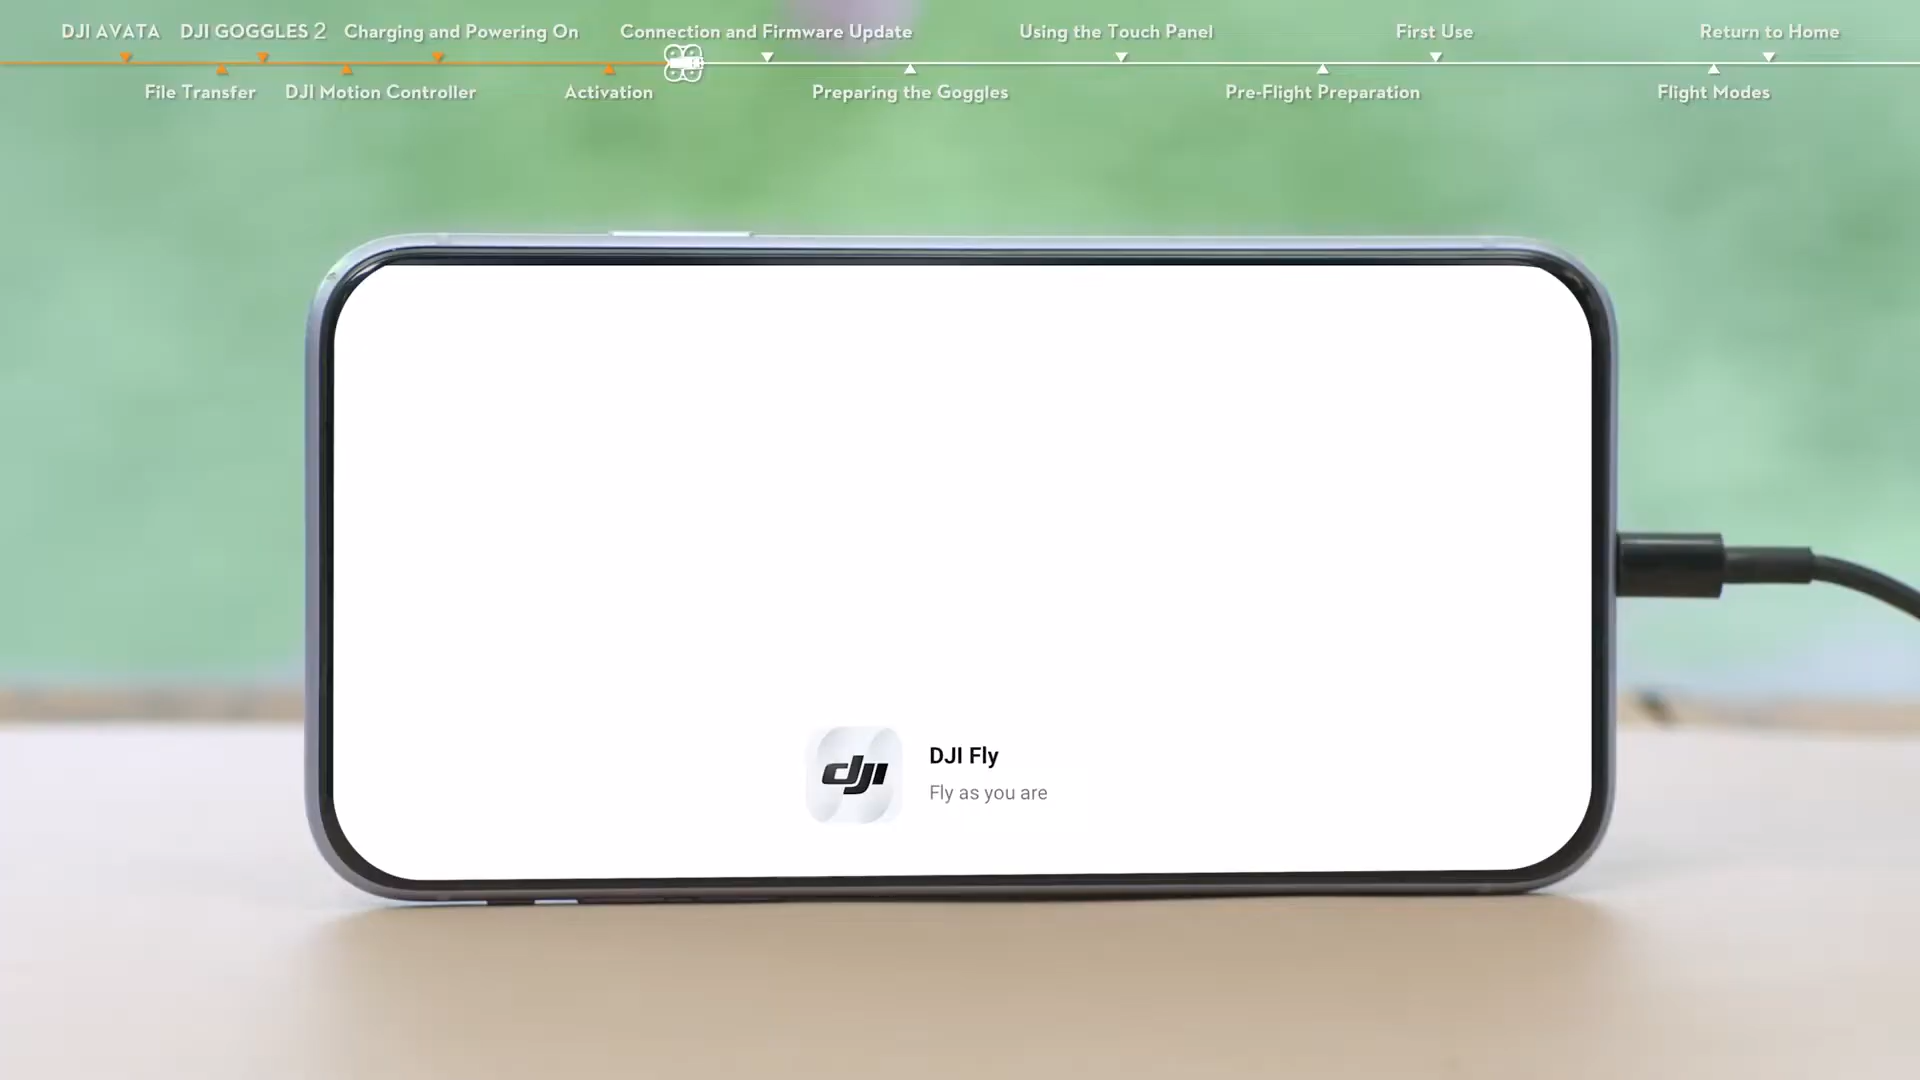 DJI AVATA
DJI GOGGLES 2
Charging and Powering On
Connection and Firmware Update
Using the Touch Panel
First Use
Return to Home
File Transfer
DJI Motion Controller
Activation
Preparing the Goggles
Pre-Flight Preparation
Flight Modes
dji
DJI Fly
Fly as you are